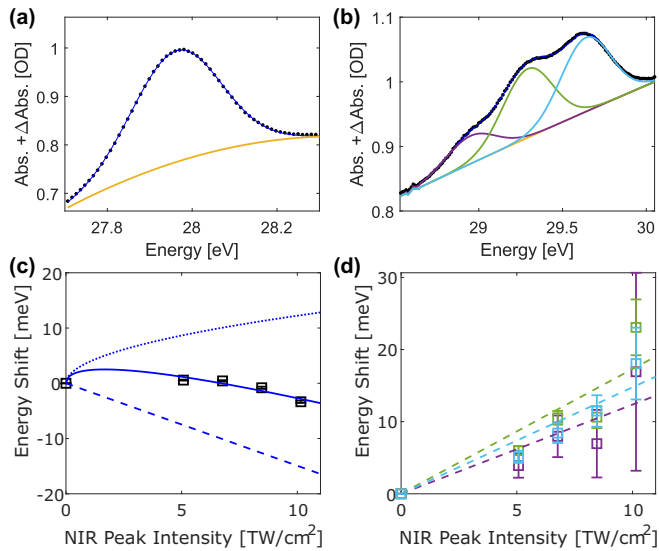 (a)
Abs. +ΔAbs. [OD]
1
0.9
0.8
0.7
27.8
28
28.2
Energy [eV]
(b)
Abs. +ΔAbs. [OD]
1.1
1
0.9
0.8
29
29.5
30
Energy [eV]
(c)
Energy Shift [meV]
20
10
0
-10
-20
0
5
10
NIR Peak Intensity [TW/cm²]
(d)
Energy Shift [meV]
30
20
10
0
0
5
10
NIR Peak Intensity [TW/cm²]